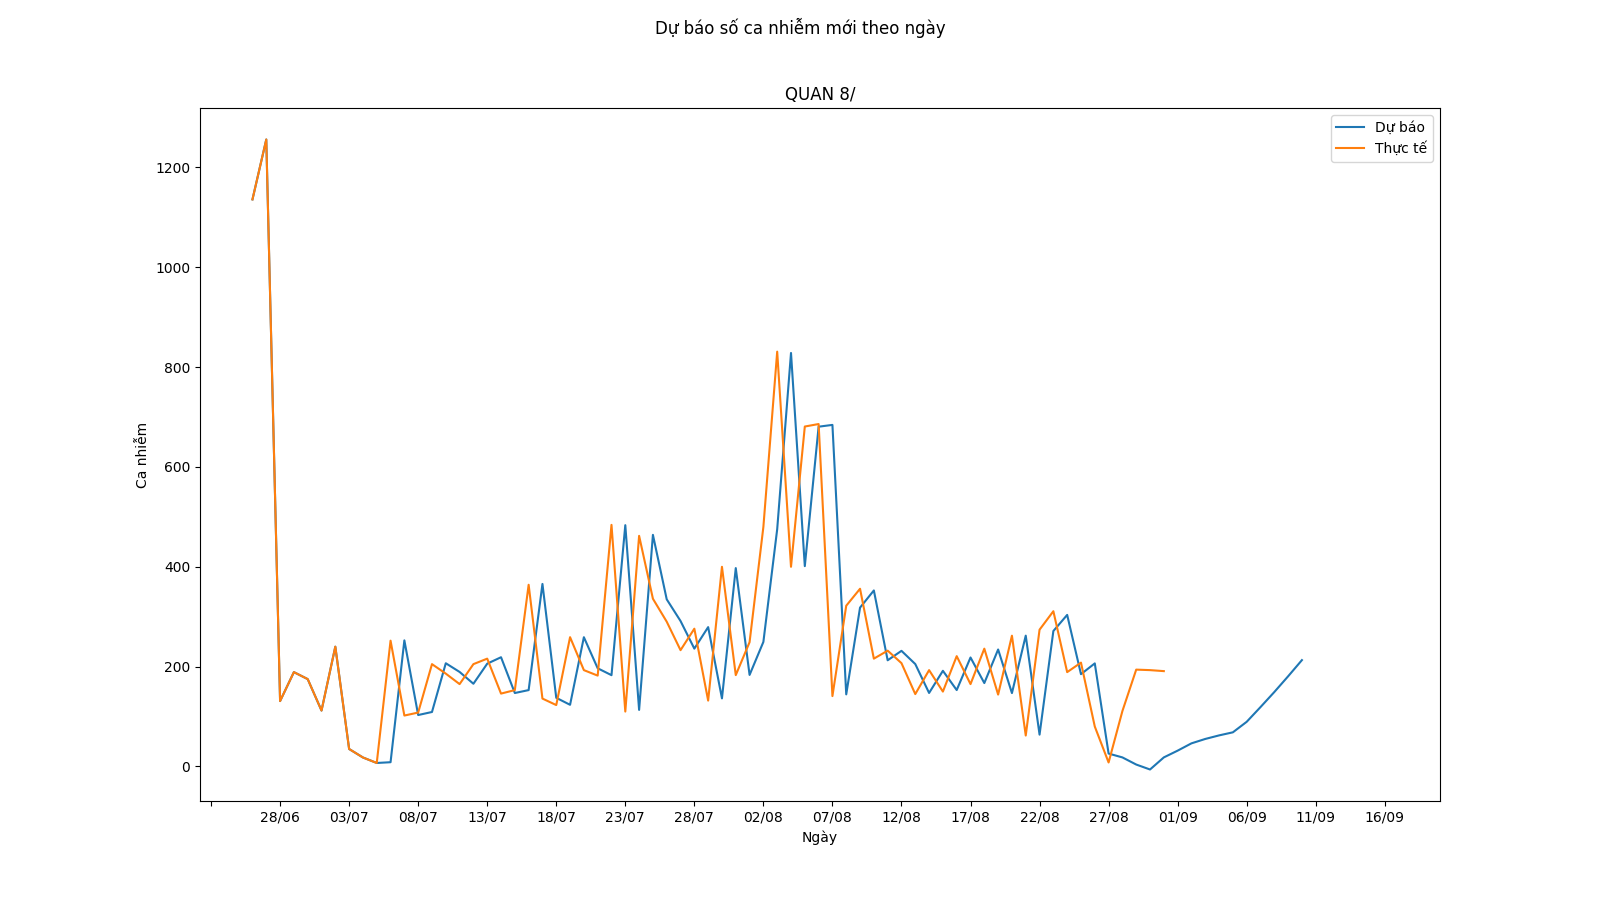 Dự báo số ca nhiễm mới theo ngày
QUAN 8/
Dự báo
Thực tế
1200
1000
800
600
400
200
0
Ca nhiễm
28/06 03/07 08/07 13/07 18/07 23/07 28/07 02/08 07/08 12/08 17/08 22/08 27/08 01/09 06/09 11/09 16/09
Ngày